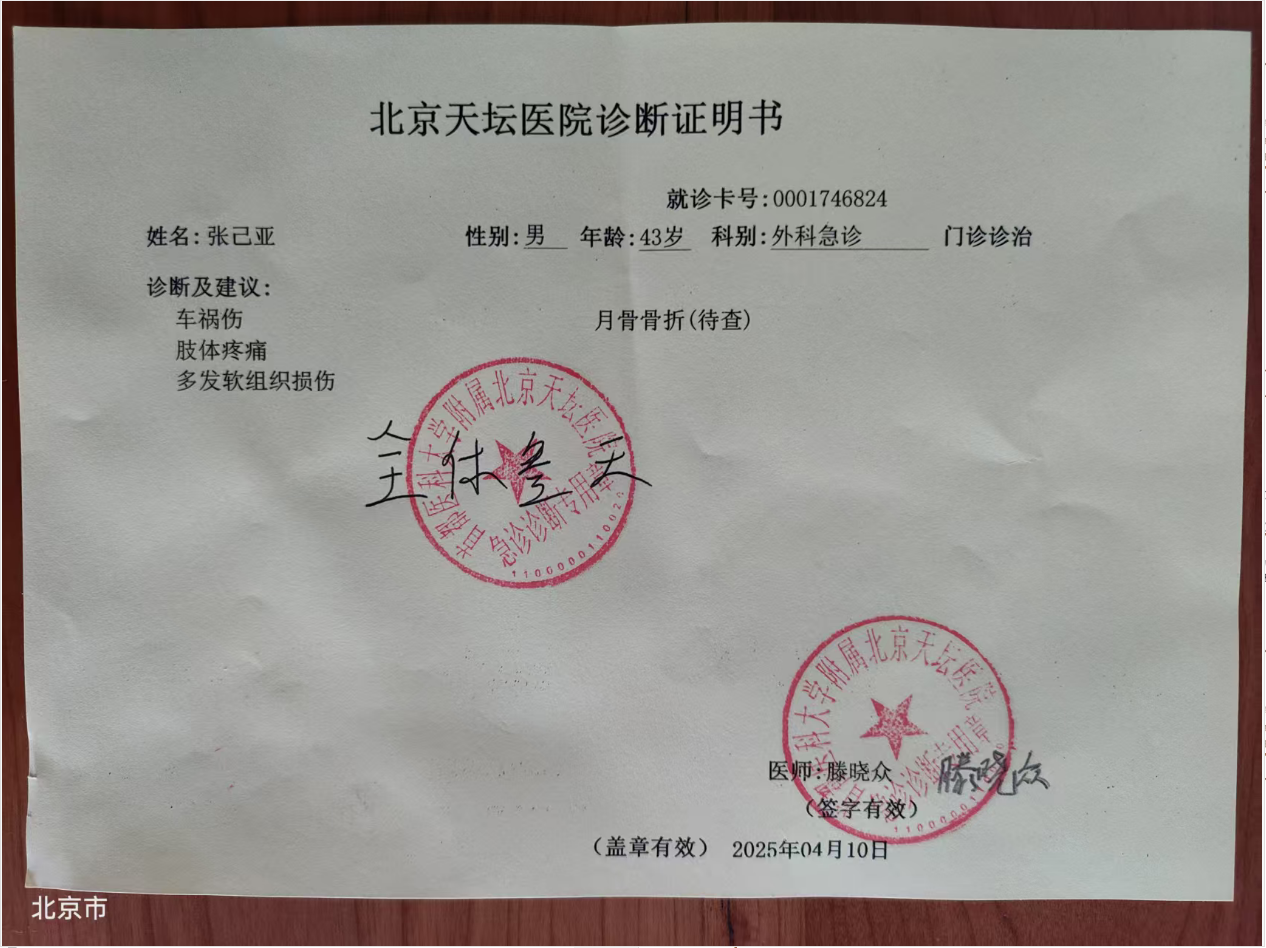 北京天坛医院诊断证明书
就诊卡号:0001746824
姓名:张己亚 性别:男 年龄:43岁 科别:外科急诊 门诊诊治
诊断及建议:
车祸伤 月骨骨折(待查)
肢体疼痛
多发软组织损伤
首都医科大学附属北京天坛医院
全休叁天
急诊诊断专用章
首都医科大学附属北京天坛医院
急诊诊断专用章
医师:滕晓众 滕晓众
(签字有效)
(盖章有效) 2025年04月10日
北京市